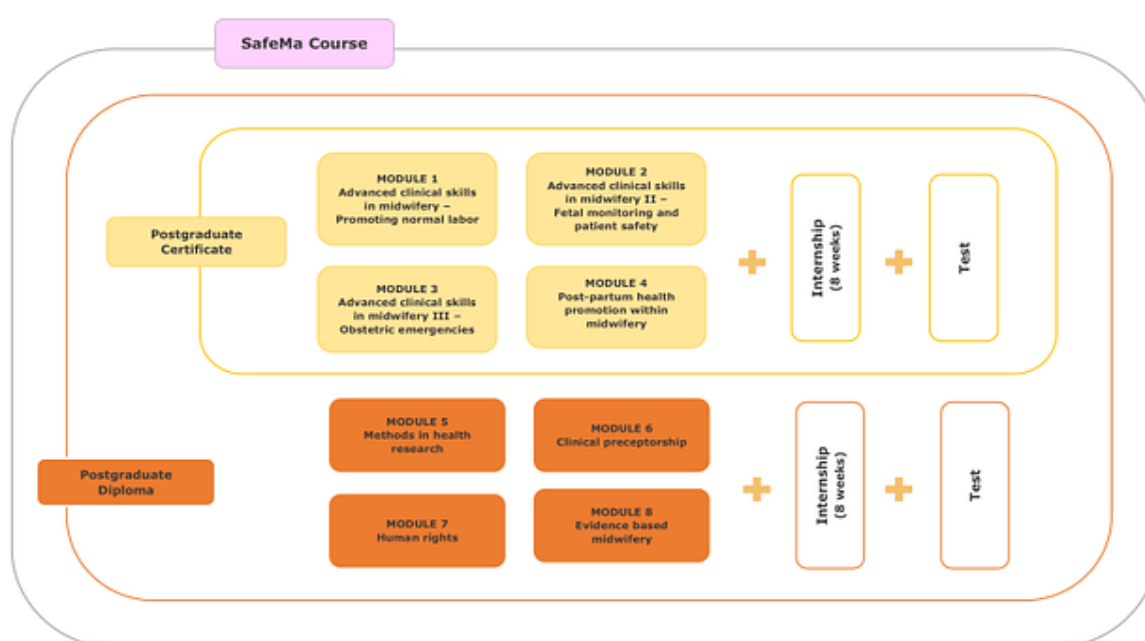 SafeMa Course
Postgraduate
Certificate
MODULE 1
Advanced clinical skills
in midwifery –
Promoting normal labor
MODULE 2
Advanced clinical skills
in midwifery II –
Fetal monitoring and
patient safety
MODULE 3
Advanced clinical skills
in midwifery III –
Obstetric emergencies
MODULE 4
Post-partum health
promotion within
midwifery
Internship
(8 weeks)
Test
Postgraduate
Diploma
MODULE 5
Methods in health
research
MODULE 6
Clinical preceptorship
MODULE 7
Human rights
MODULE 8
Evidence based
midwifery
Internship
(8 weeks)
Test